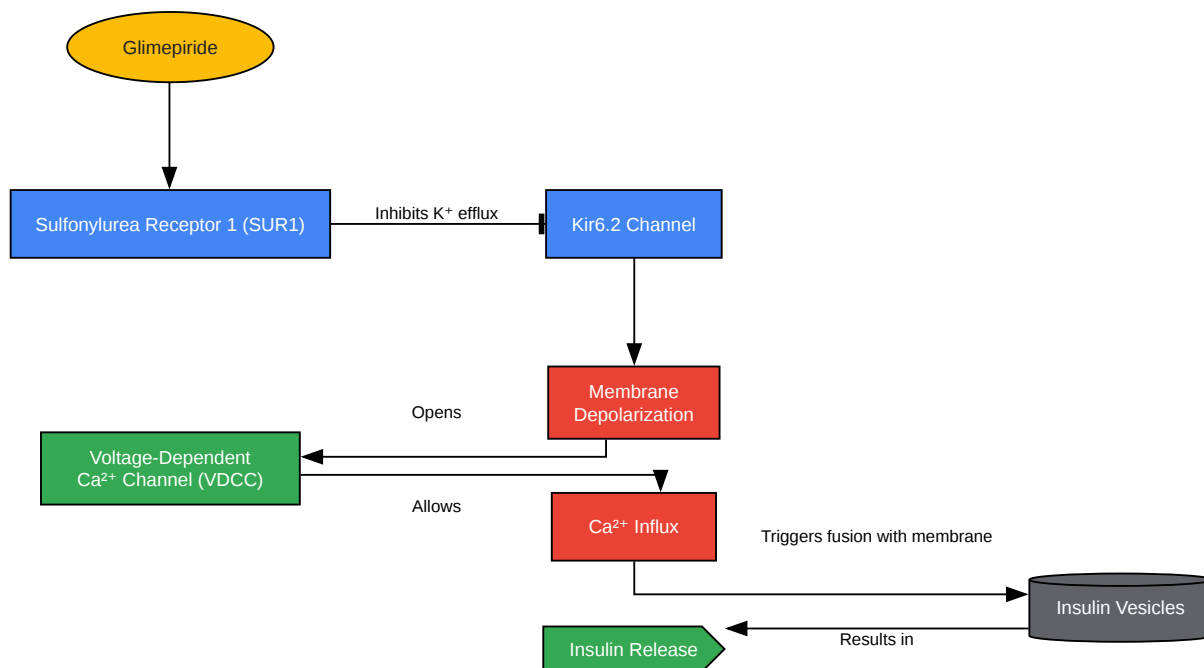 Glimepiride
Sulfonylurea Receptor 1 (SUR1)
Inhibits K⁺ efflux
Kir6.2 Channel
Membrane
Depolarization
Opens
Voltage-Dependent
Ca²⁺ Channel (VDCC)
Allows
Ca²⁺ Influx
Triggers fusion with membrane
Insulin Vesicles
Results in
Insulin Release